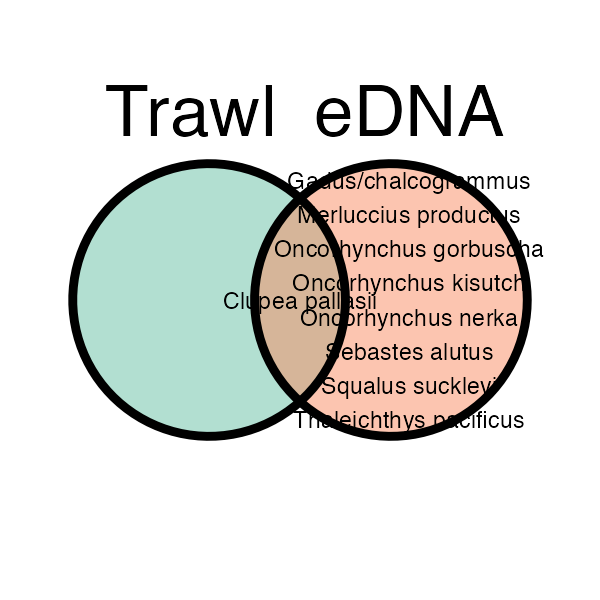 Trawl eDNA
Gadus/chalcogrammus
Merluccius productus
Oncorhynchus gorbuscha
Oncorhynchus kisutch
Clupea pallasii
Oncorhynchus nerka
Sebastes alutus
Squalus suckleyi
Thaleichthys pacificus